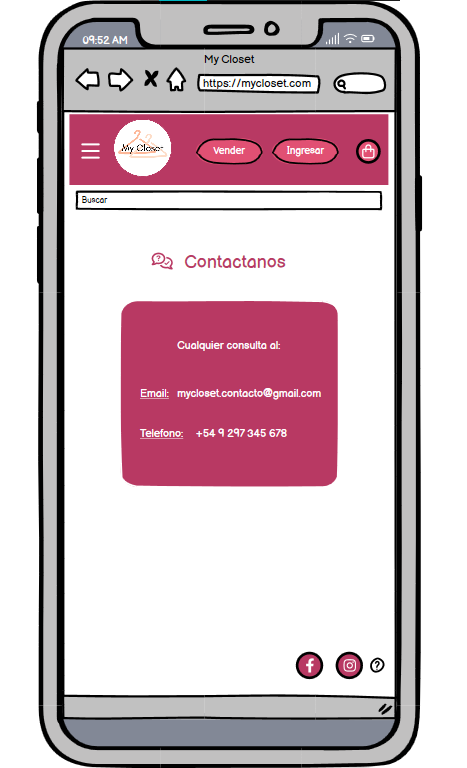 09:52 AM
My Closet
https://mycloset.com
My Closet
Vender
Ingresar
Buscar
Contactanos
Cualquier consulta al:
Email: mycloset.contacto@gmail.com
Telefono: +54 9 297 345 678